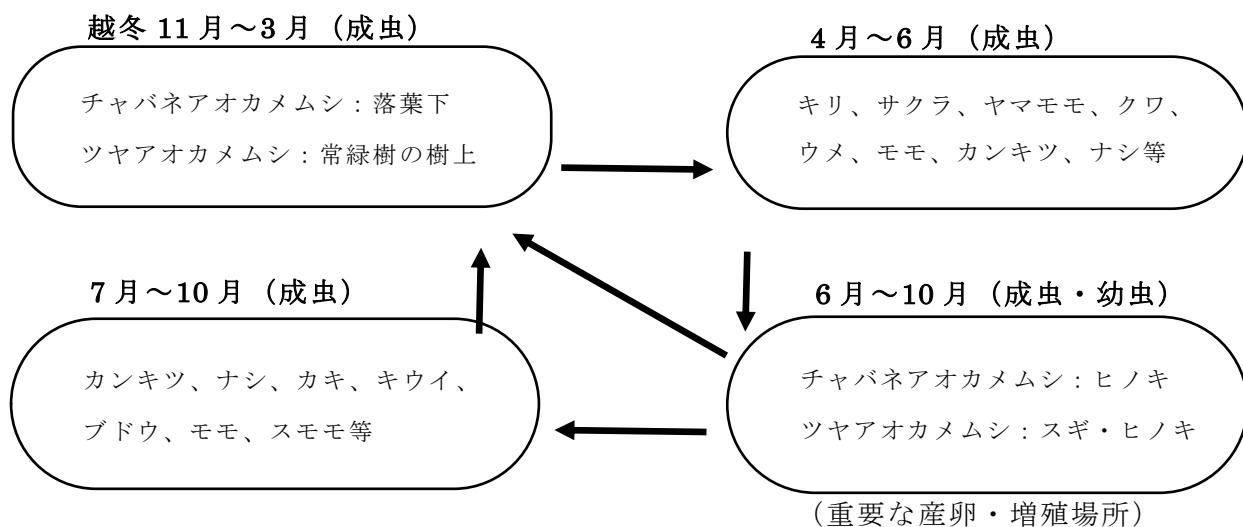 越冬 11月～3月（成虫）
チャバネアオカメムシ：落葉下
ツヤアオカメムシ：常緑樹の樹上
4月～6月（成虫）
キリ、サクラ、ヤマモモ、クワ、
ウメ、モモ、カンキツ、ナシ等
7月～10月（成虫）
カンキツ、ナシ、カキ、キウイ、
ブドウ、モモ、スモモ等
6月～10月（成虫・幼虫）
チャバネアオカメムシ：ヒノキ
ツヤアオカメムシ：スギ・ヒノキ
（重要な産卵・増殖場所）